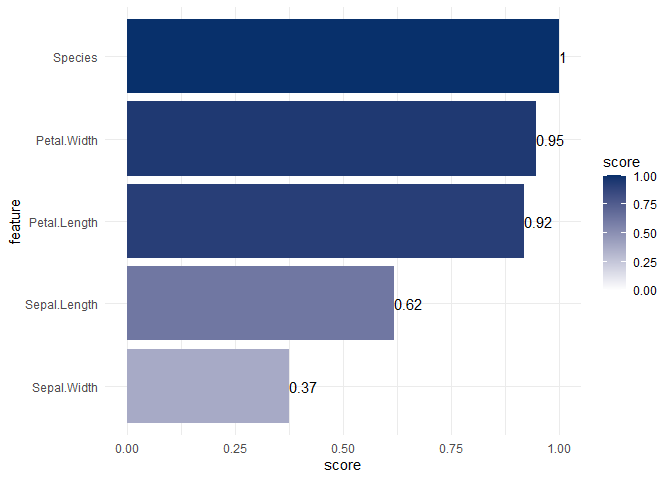 Species
1
Petal.Width
0.95
Petal.Length
0.92
Sepal.Length
0.62
Sepal.Width
0.37
feature
0.00 0.25 0.50 0.75 1.00
score
score
1.00
0.75
0.50
0.25
0.00